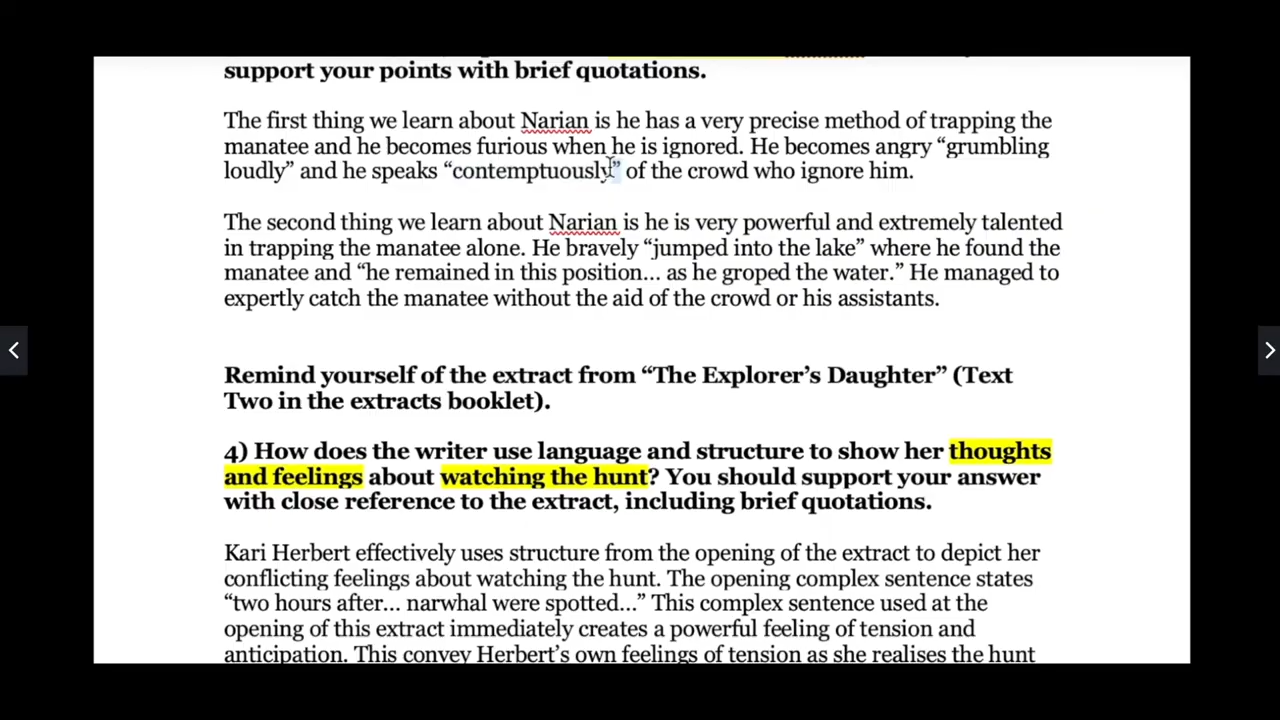 support your points with brief quotations.
The first thing we learn about Narian is he has a very precise method of trapping the
manatee and he becomes furious when he is ignored. He becomes angry “grumbling
loudly” and he speaks “contemptuously” of the crowd who ignore him.
The second thing we learn about Narian is he is very powerful and extremely talented
in trapping the manatee alone. He bravely “jumped into the lake” where he found the
manatee and “he remained in this position... as he groped the water.” He managed to
expertly catch the manatee without the aid of the crowd or his assistants.
Remind yourself of the extract from “The Explorer’s Daughter” (Text
Two in the extracts booklet).
4) How does the writer use language and structure to show her thoughts
and feelings about watching the hunt? You should support your answer
with close reference to the extract, including brief quotations.
Kari Herbert effectively uses structure from the opening of the extract to depict her
conflicting feelings about watching the hunt. The opening complex sentence states
“two hours after... narwhal were spotted...” This complex sentence used at the
opening of this extract immediately creates a powerful feeling of tension and
anticipation. This convey Herbert’s own feelings of tension as she realises the hunt